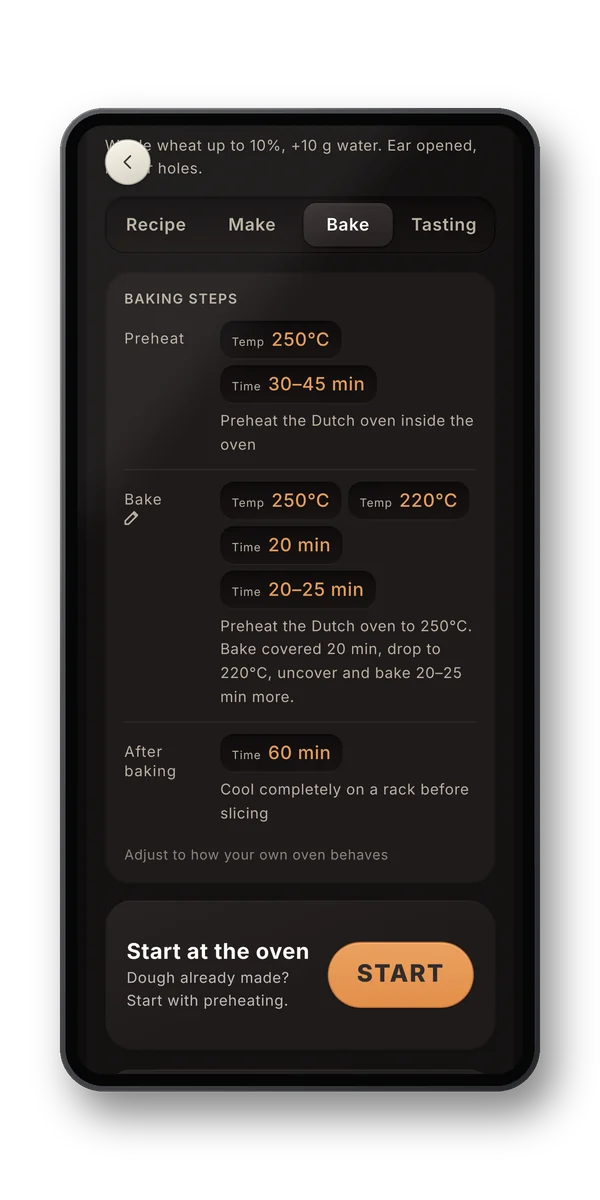 wheat up to 10%, +10 g water. Ear opened,
holes.
Recipe Make Bake Tasting
BAKING STEPS
Preheat
Temp 250°C
Time 30–45 min
Preheat the Dutch oven inside the
oven
Bake
Temp 250°C Temp 220°C
Time 20 min
Time 20–25 min
Preheat the Dutch oven to 250°C.
Bake covered 20 min, drop to
220°C, uncover and bake 20–25
min more.
After
baking
Time 60 min
Cool completely on a rack before
slicing
Adjust to how your own oven behaves
Start at the oven
Dough already made?
Start with preheating.
START